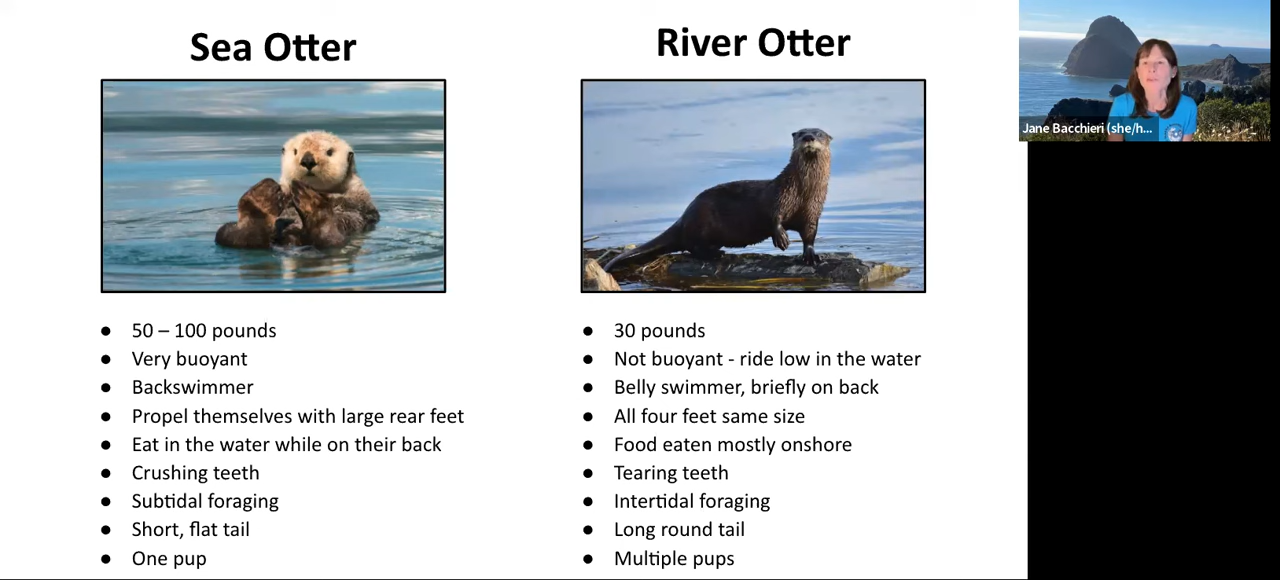 Sea Otter
River Otter
Jane Bacchieri (she/h...
● 50 – 100 pounds
● Very buoyant
● Backswimmer
● Propel themselves with large rear feet
● Eat in the water while on their back
● Crushing teeth
● Subtidal foraging
● Short, flat tail
● One pup
● 30 pounds
● Not buoyant - ride low in the water
● Belly swimmer, briefly on back
● All four feet same size
● Food eaten mostly onshore
● Tearing teeth
● Intertidal foraging
● Long round tail
● Multiple pups